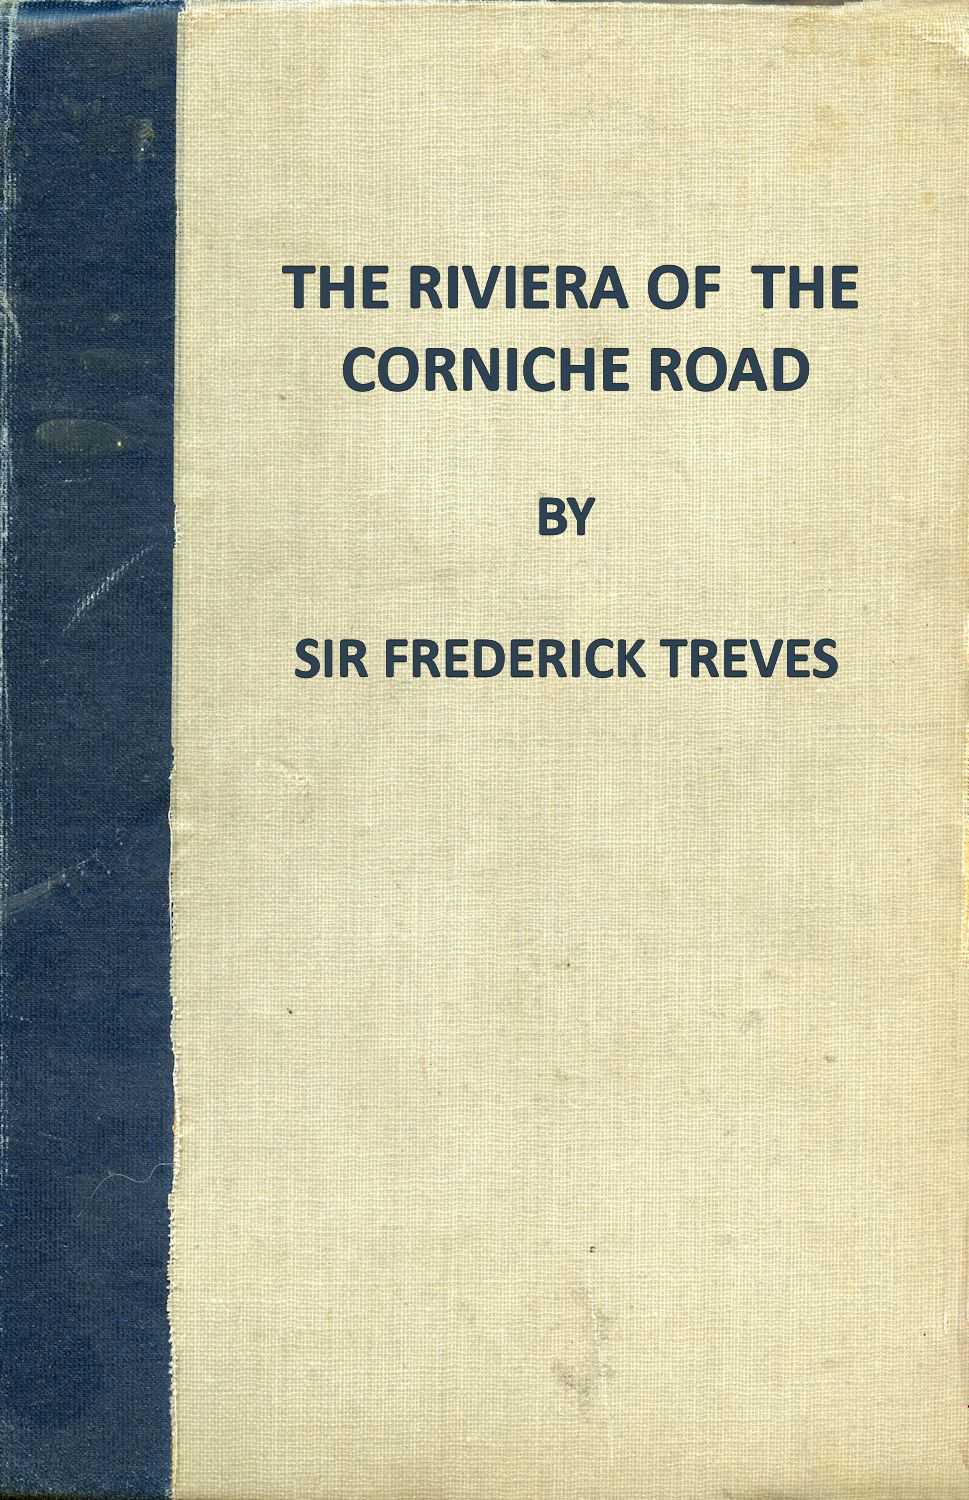 THE RIVIERA OF THE
CORNICHE ROAD
BY
SIR FREDERICK TREVES